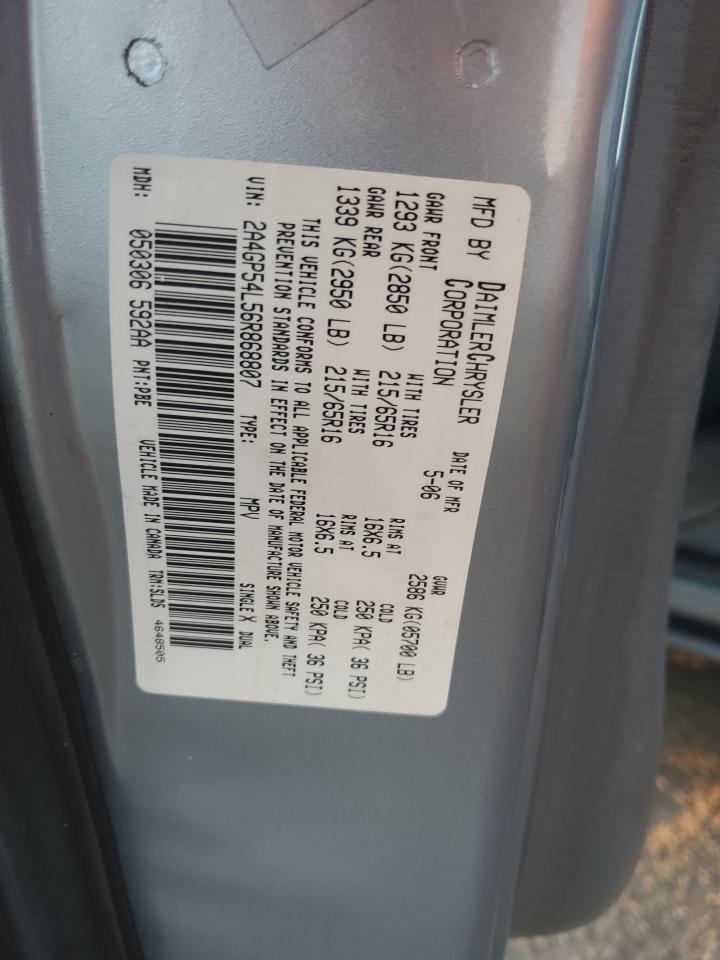 MFD BY DAIMLERCHRYSLER CORPORATION
DATE OF MFR 5-06
GVWR 2586 KG(05700 LB)
GAWR FRONT WITH TIRES RIMS AT COLD
1293 KG(2850 LB) 215/65R16 16X6.5 250 KPA( 36 PSI)
GAWR REAR WITH TIRES RIMS AT COLD
1339 KG(2950 LB) 215/65R16 16X6.5 250 KPA( 36 PSI)
THIS VEHICLE CONFORMS TO ALL APPLICABLE FEDERAL MOTOR VEHICLE SAFETY AND THEFT
PREVENTION STANDARDS IN EFFECT ON THE DATE OF MANUFACTURE SHOWN ABOVE.
VIN: 2A4GP54L56R868807 TYPE: MPV SINGLE X DUAL
MDH: 050306 592AA PNT:PBE VEHICLE MADE IN CANADA TRM:SLD5 4648505